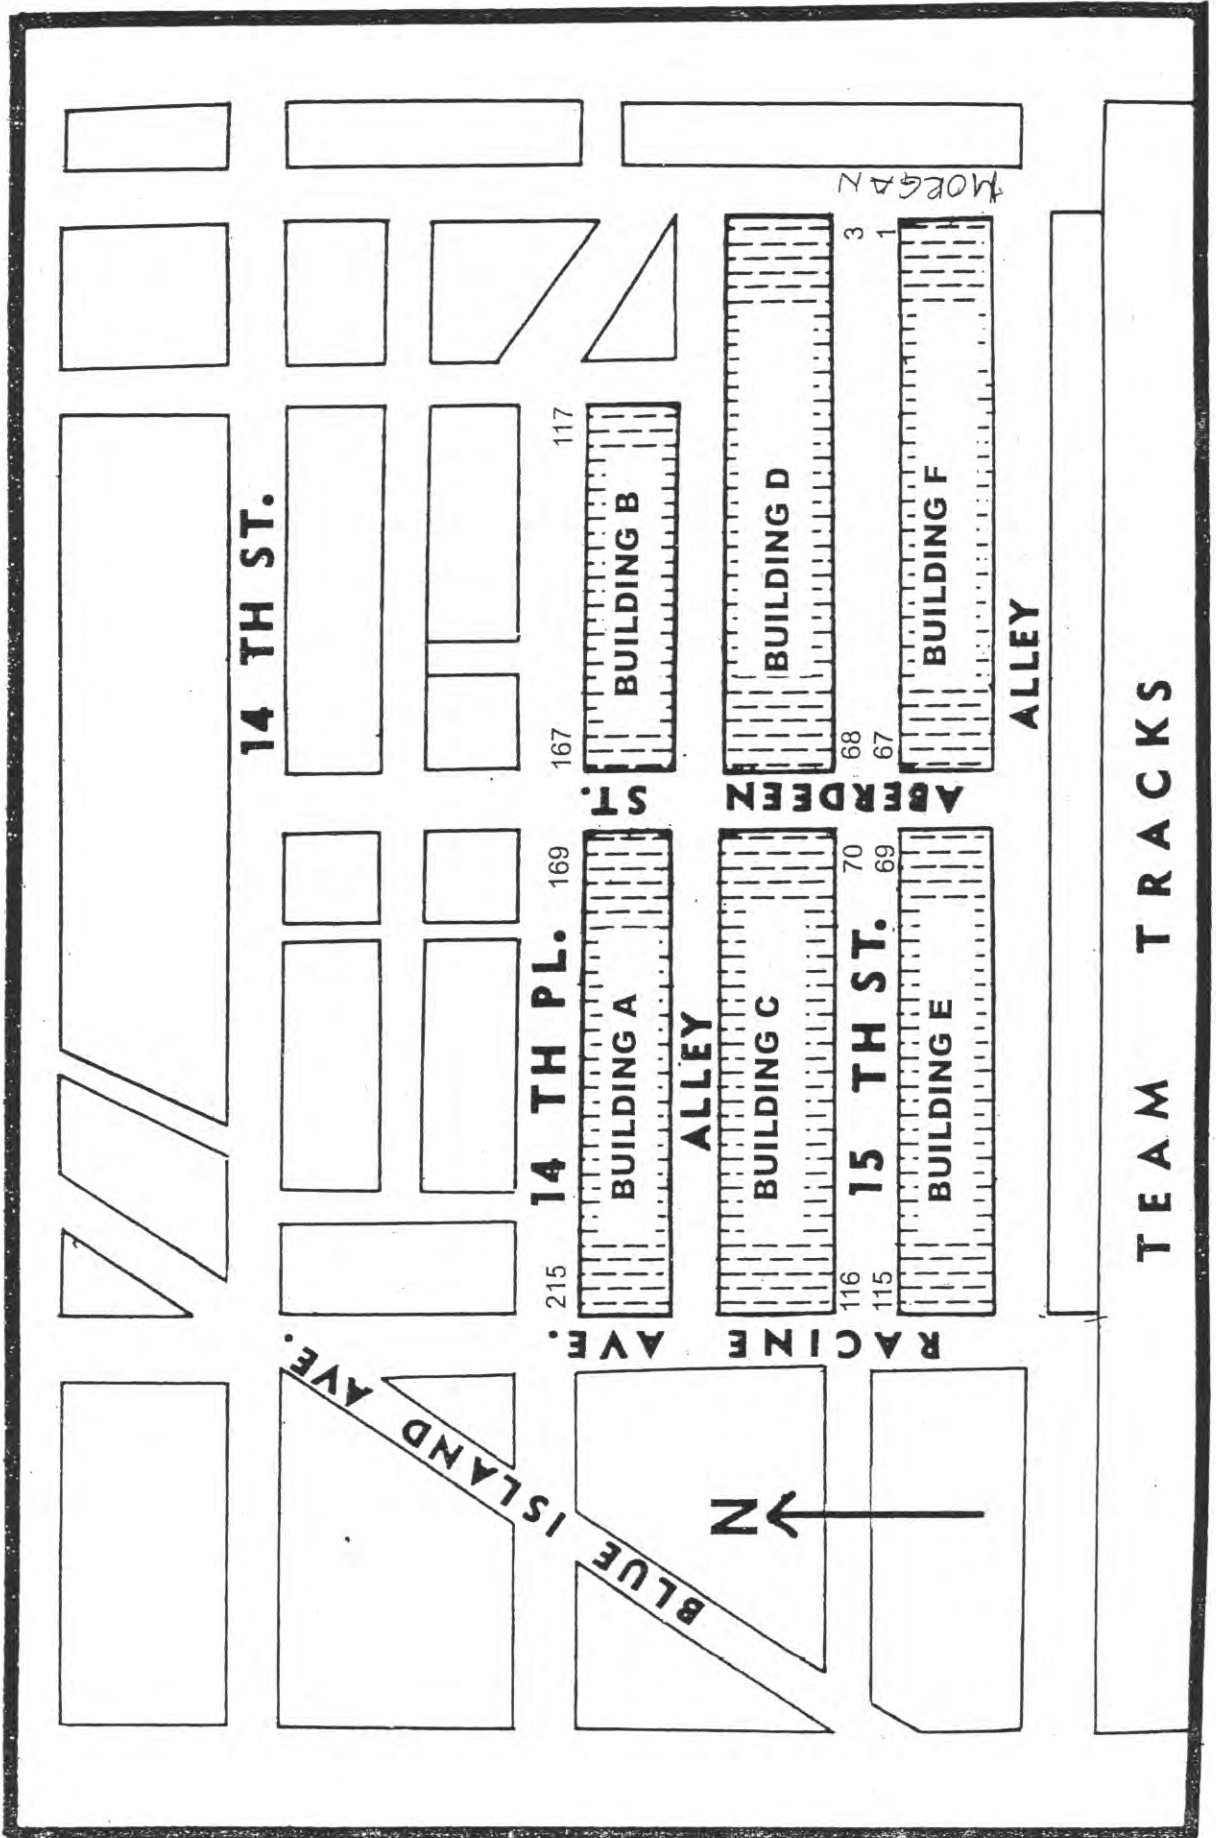 14 TH ST.
BLUE ISLAND AVE.
14 TH PL.
215
169
167
117
RACINE AVE.
BUILDING A
ABERDEEN ST.
BUILDING B
ALLEY
N
BUILDING C
BUILDING D
116
70
68
3
MORGAN
15 TH ST.
115
69
67
1
BUILDING E
BUILDING F
ALLEY
TEAM TRACKS